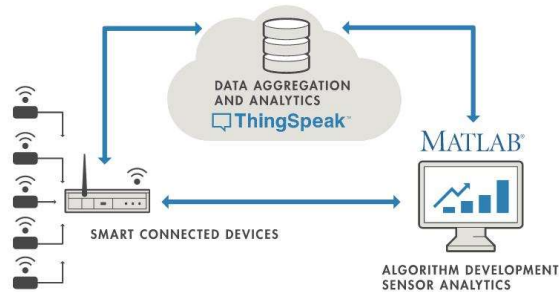 DATA AGGREGATION
AND ANALYTICS
ThingSpeak™
MATLAB®
SMART CONNECTED DEVICES
ALGORITHM DEVELOPMENT
SENSOR ANALYTICS